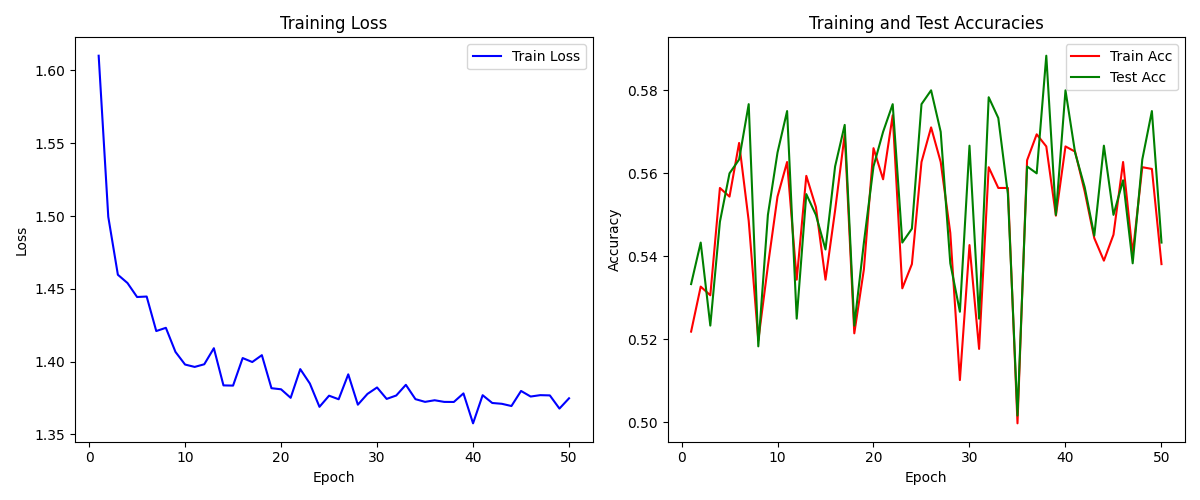 Training Loss
Train Loss
1.60
1.55
1.50
1.45
1.40
1.35
Loss
0 10 20 30 40 50
Epoch
Training and Test Accuracies
Train Acc
Test Acc
0.58
0.56
0.54
0.52
0.50
Accuracy
0 10 20 30 40 50
Epoch